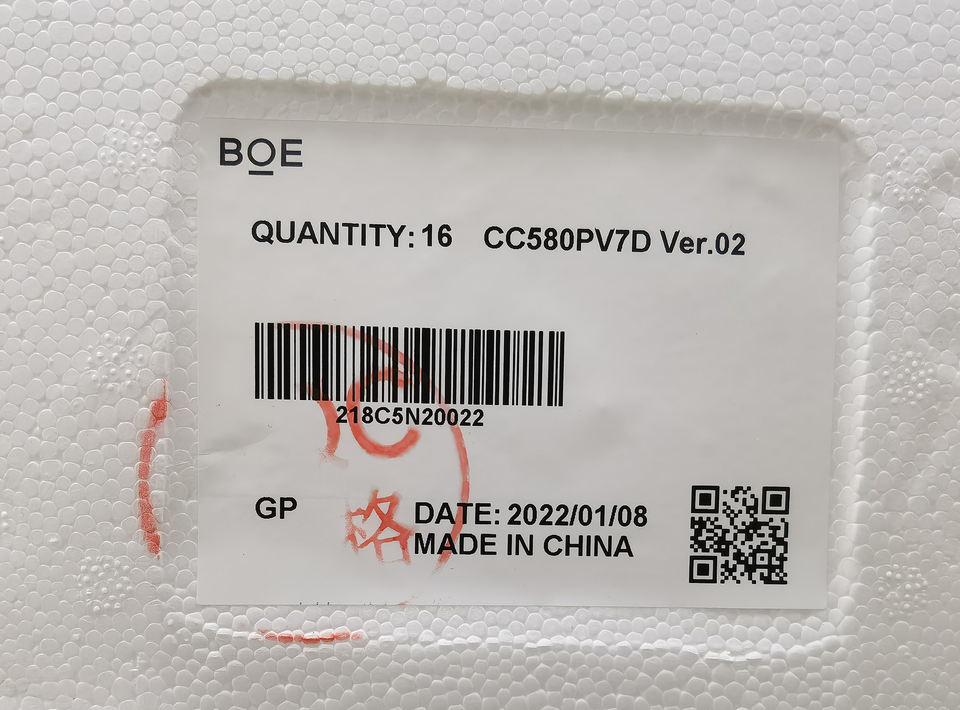 BOE
QUANTITY: 16 CC580PV7D Ver.02
218C5N20022
GP
DATE: 2022/01/08
MADE IN CHINA
格